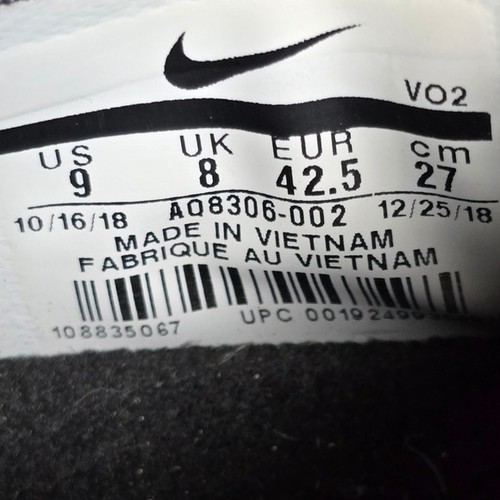 VO2
US UK EUR cm
9 8 42.5 27
10/16/18 AQ8306-002 12/25/18
MADE IN VIETNAM
FABRIQUE AU VIETNAM
108835067 UPC 0019249